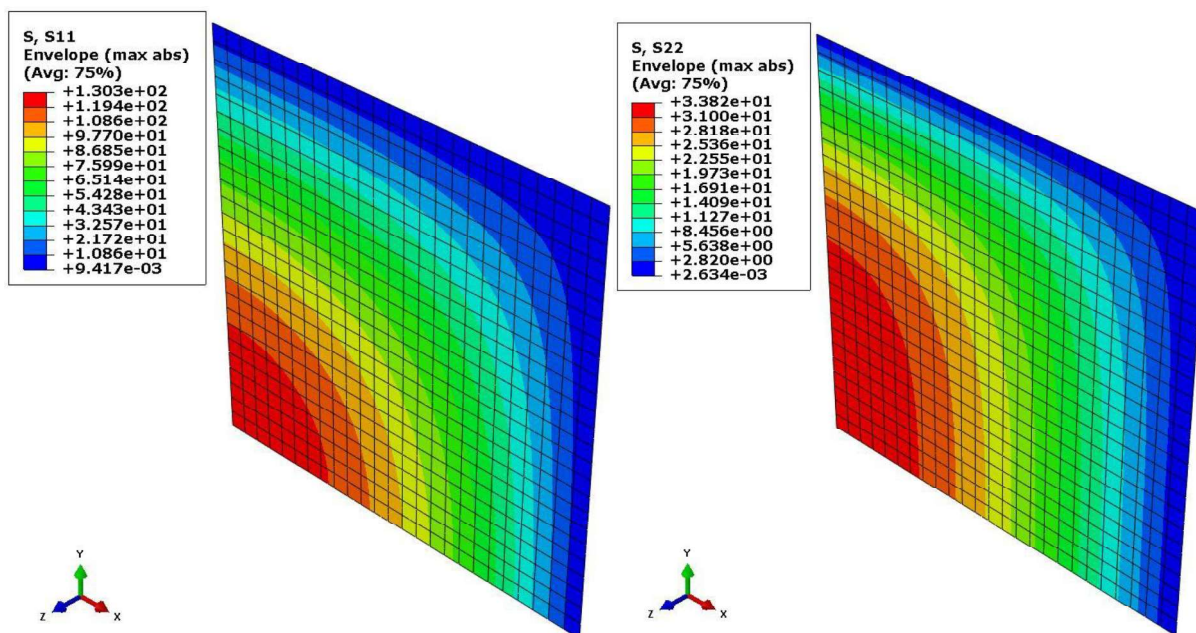 S, S11
Envelope (max abs)
(Avg: 75%)
+1.303e+02
+1.194e+02
+1.086e+02
+9.770e+01
+8.685e+01
+7.599e+01
+6.514e+01
+5.428e+01
+4.343e+01
+3.257e+01
+2.172e+01
+1.086e+01
+9.417e-03
Y
Z
X
S, S22
Envelope (max abs)
(Avg: 75%)
+3.382e+01
+3.100e+01
+2.818e+01
+2.536e+01
+2.255e+01
+1.973e+01
+1.691e+01
+1.409e+01
+1.127e+01
+8.456e+00
+5.638e+00
+2.820e+00
+2.634e-03
Y
Z
X